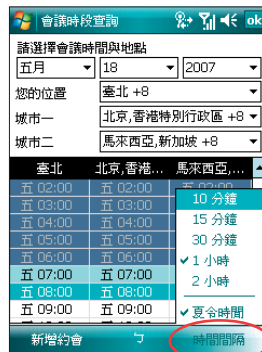 會議時段查詢 ok
請選擇會議時間與地點
五月 18 2007
您的位置 臺北 +8
城市一 北京,香港特別行政區 +8
城市二 馬來西亞,新加坡 +8
臺北 北京,香港... 馬來西亞,...
五 02:00 五 02:00 五 02:00
五 03:00 五 03:00
五 04:00 五 04:00
五 05:00 五 05:00
五 06:00 五 06:00
五 07:00 五 07:00
五 08:00 五 08:00
五 09:00 五 09:00
10 分鐘
15 分鐘
30 分鐘
1 小時
2 小時
夏令時間
新增約會 時間間隔